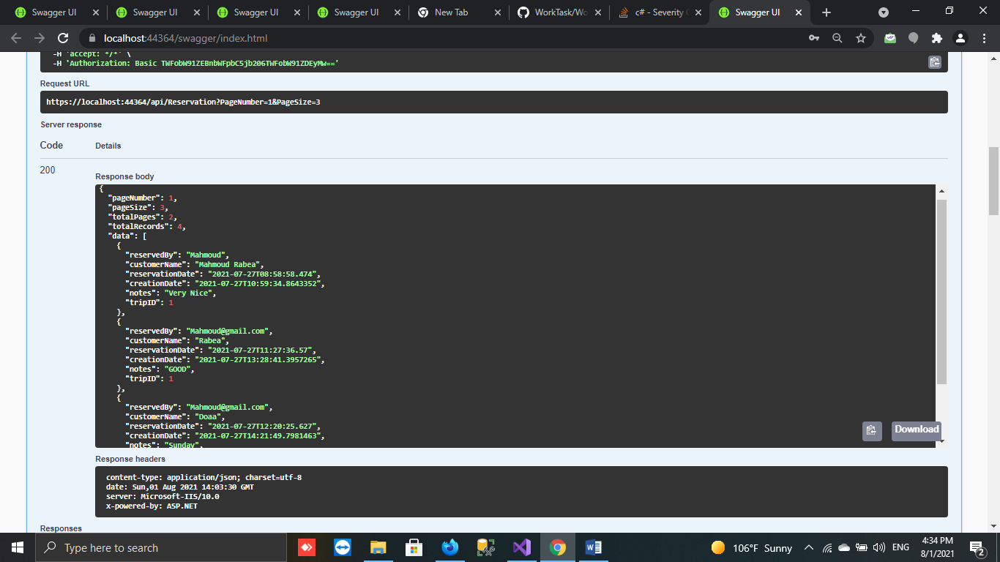 Swagger UI
Swagger UI
Swagger UI
Swagger UI
New Tab
WorkTask/Wo
c# - Severity C
Swagger UI
localhost:44364/swagger/index.html
-H 'accept: */*' \
-H 'Authorization: Basic TWFobW91ZEBnbWFpbC5jb206TWFobW91ZDEyMw=='
Request URL
https://localhost:44364/api/Reservation?PageNumber=1&PageSize=3
Server response
Code Details
200
Response body
{
"pageNumber": 1,
"pageSize": 3,
"totalPages": 2,
"totalRecords": 4,
"data": [
{
"reservedBy": "Mahmoud",
"customerName": "Mahmoud Rabea",
"reservationDate": "2021-07-27T08:58:58.474",
"creationDate": "2021-07-27T10:59:34.8643352",
"notes": "Very Nice",
"tripID": 1
},
{
"reservedBy": "Mahmoud@gmail.com",
"customerName": "Rabea",
"reservationDate": "2021-07-27T11:27:36.57",
"creationDate": "2021-07-27T13:28:41.3957265",
"notes": "GOOD",
"tripID": 1
},
{
"reservedBy": "Mahmoud@gmail.com",
"customerName": "Doaa",
"reservationDate": "2021-07-27T12:20:25.627",
"creationDate": "2021-07-27T14:21:49.7981463",
"notes": "Sunday",
Download
Response headers
content-type: application/json; charset=utf-8
date: Sun,01 Aug 2021 14:03:30 GMT
server: Microsoft-IIS/10.0
x-powered-by: ASP.NET
Responses
Type here to search
106°F Sunny
ENG
4:34 PM
8/1/2021
2